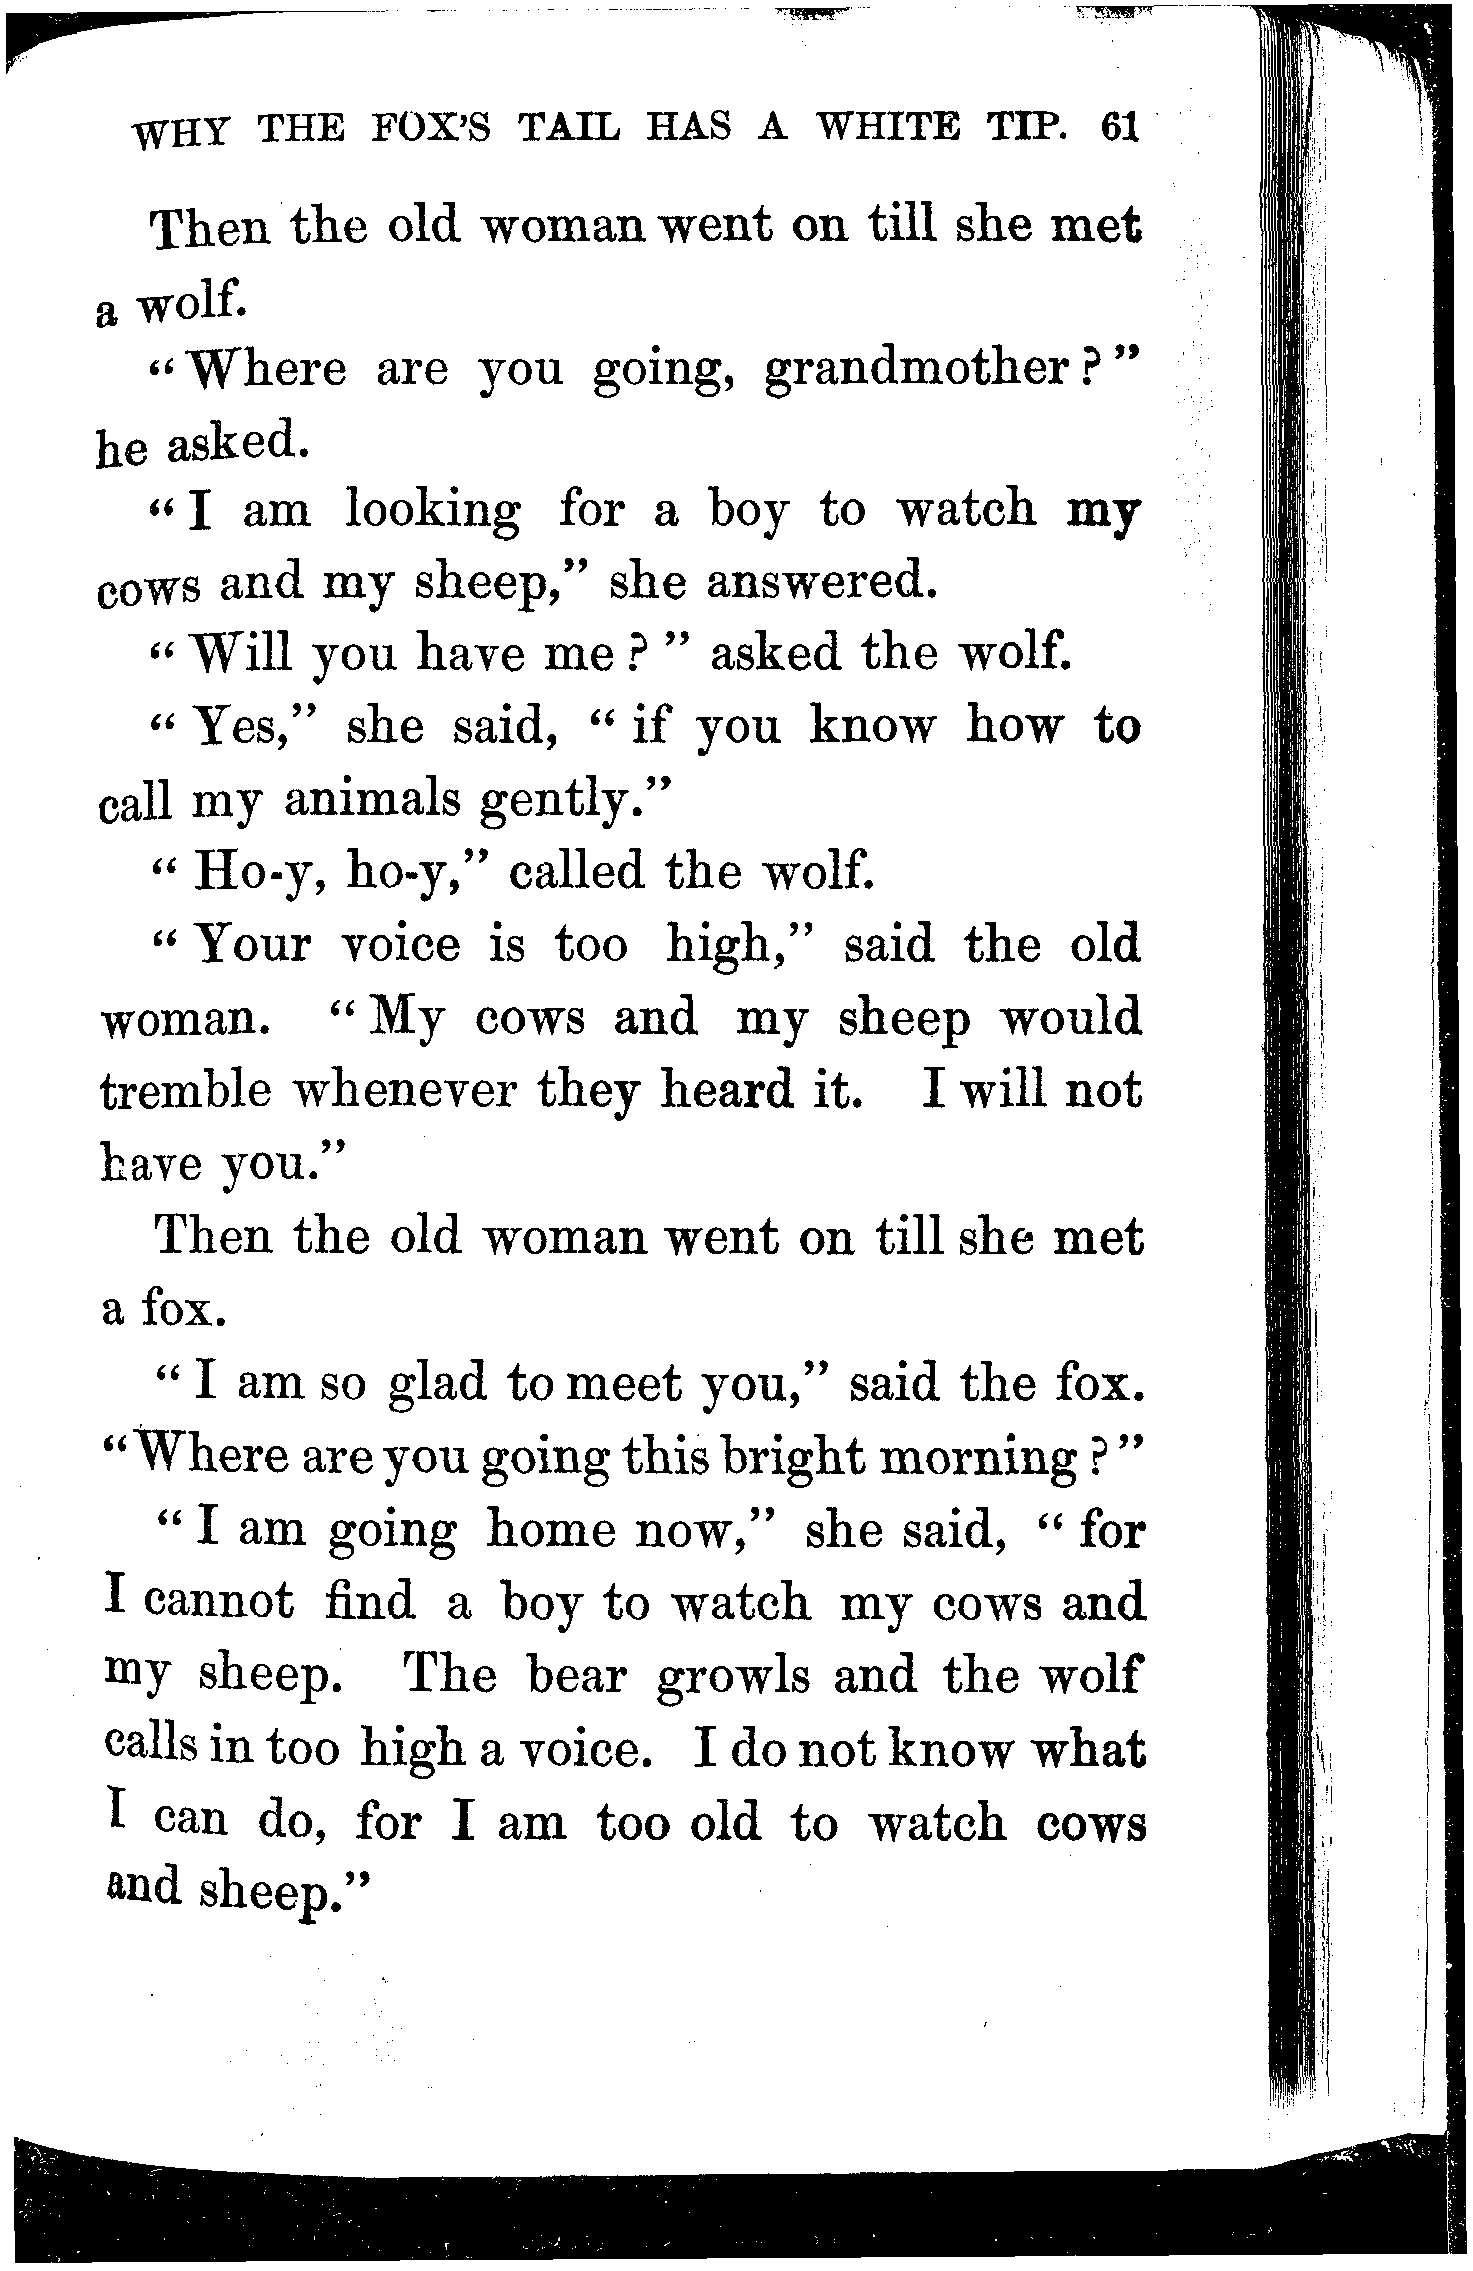 WHY THE FOX'S TAIL HAS A WHITE TIP. 61
Then the old woman went on till she met
a wolf.
"Where are you going, grandmother?"
he asked.
"I am looking for a boy to watch my
cows and my sheep," she answered.
"Will you have me?" asked the wolf.
"Yes," she said, "if you know how to
call my animals gently."
"Ho-y, ho-y," called the wolf.
"Your voice is too high," said the old
woman. "My cows and my sheep would
tremble whenever they heard it. I will not
have you."
Then the old woman went on till she met
a fox.
"I am so glad to meet you," said the fox.
"Where are you going this bright morning?"
"I am going home now," she said, "for
I cannot find a boy to watch my cows and
my sheep. The bear growls and the wolf
calls in too high a voice. I do not know what
I can do, for I am too old to watch cows
and sheep."